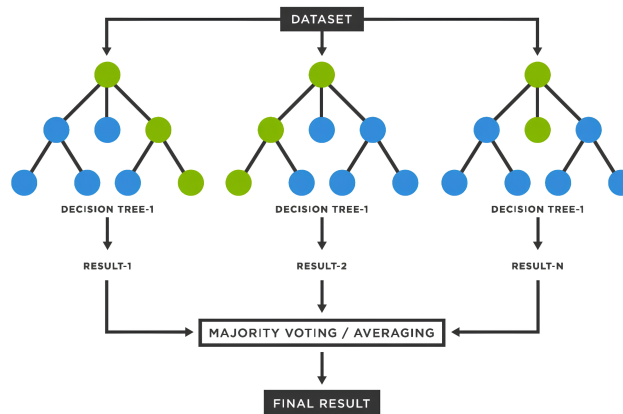 DATASET
DECISION TREE-1
DECISION TREE-1
DECISION TREE-1
RESULT-1
RESULT-2
RESULT-N
MAJORITY VOTING / AVERAGING
FINAL RESULT